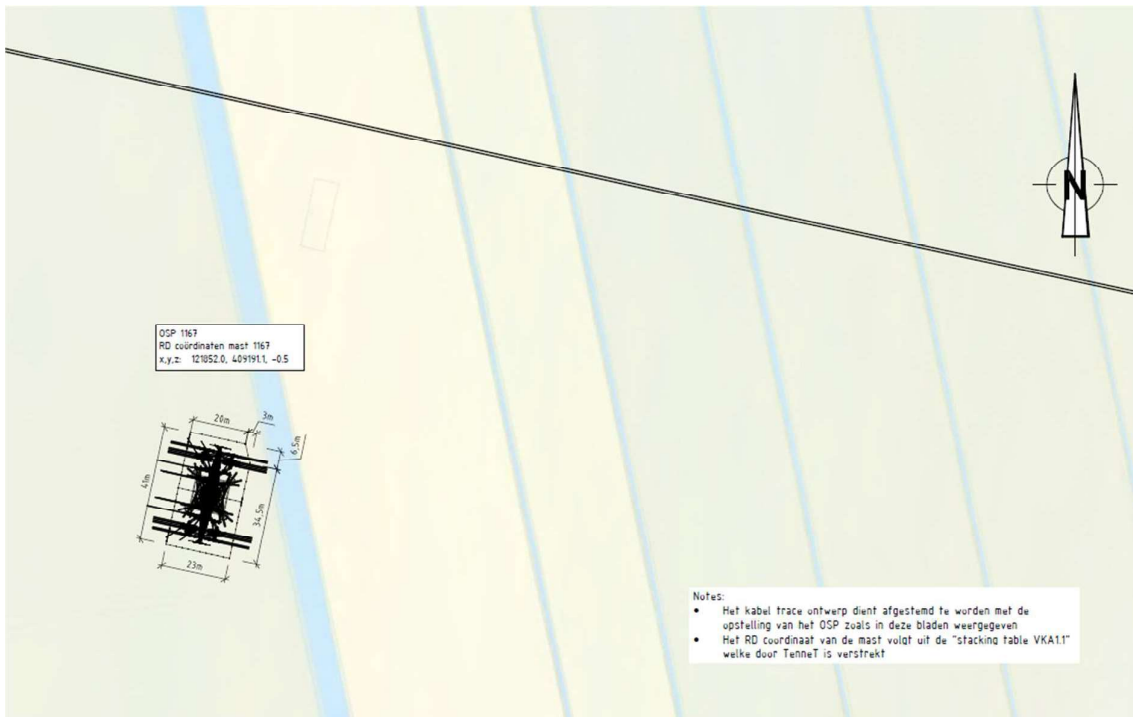 N
OSP 1167
RD coördinaten mast 1167
x,y,z: 121852.0, 409191.1, -0.5
20m
3m
6,5m
41m
34,5m
23m
Notes:
• Het kabel trace ontwerp dient afgestemd te worden met de
opstelling van het OSP zoals in deze bladen weergegeven
• Het RD coordinaat van de mast volgt uit de "stacking table VKA1.1"
welke door TenneT is verstrekt